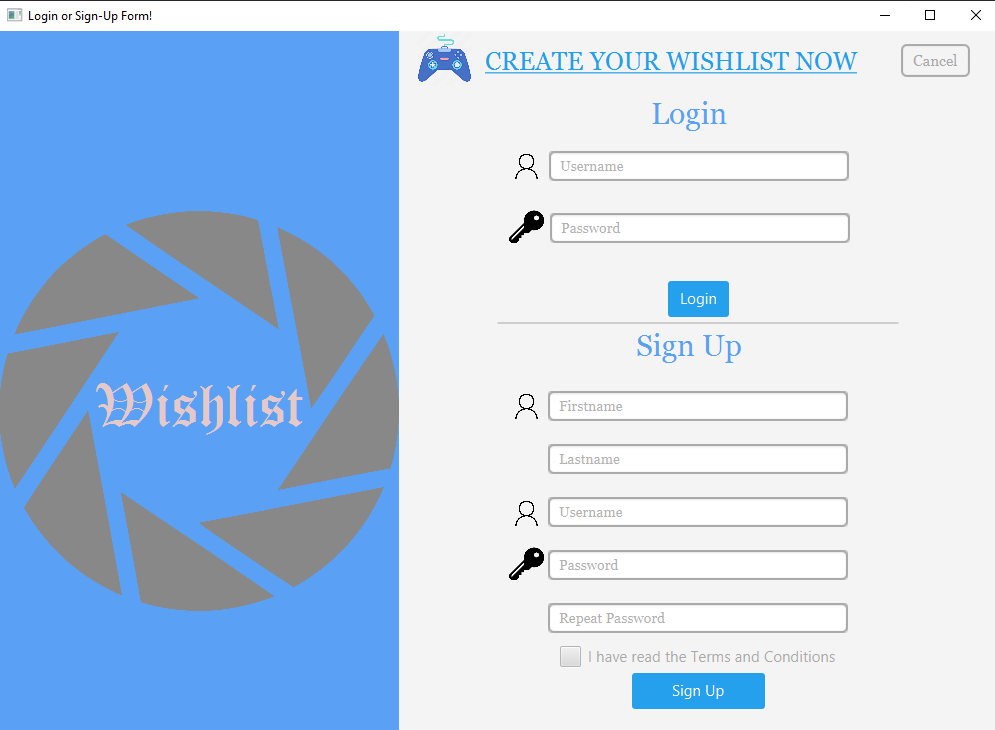 Login or Sign-Up Form!
CREATE YOUR WISHLIST NOW
Cancel
Login
Username
Password
Login
Wishlist
Sign Up
Firstname
Lastname
Username
Password
Repeat Password
I have read the Terms and Conditions
Sign Up